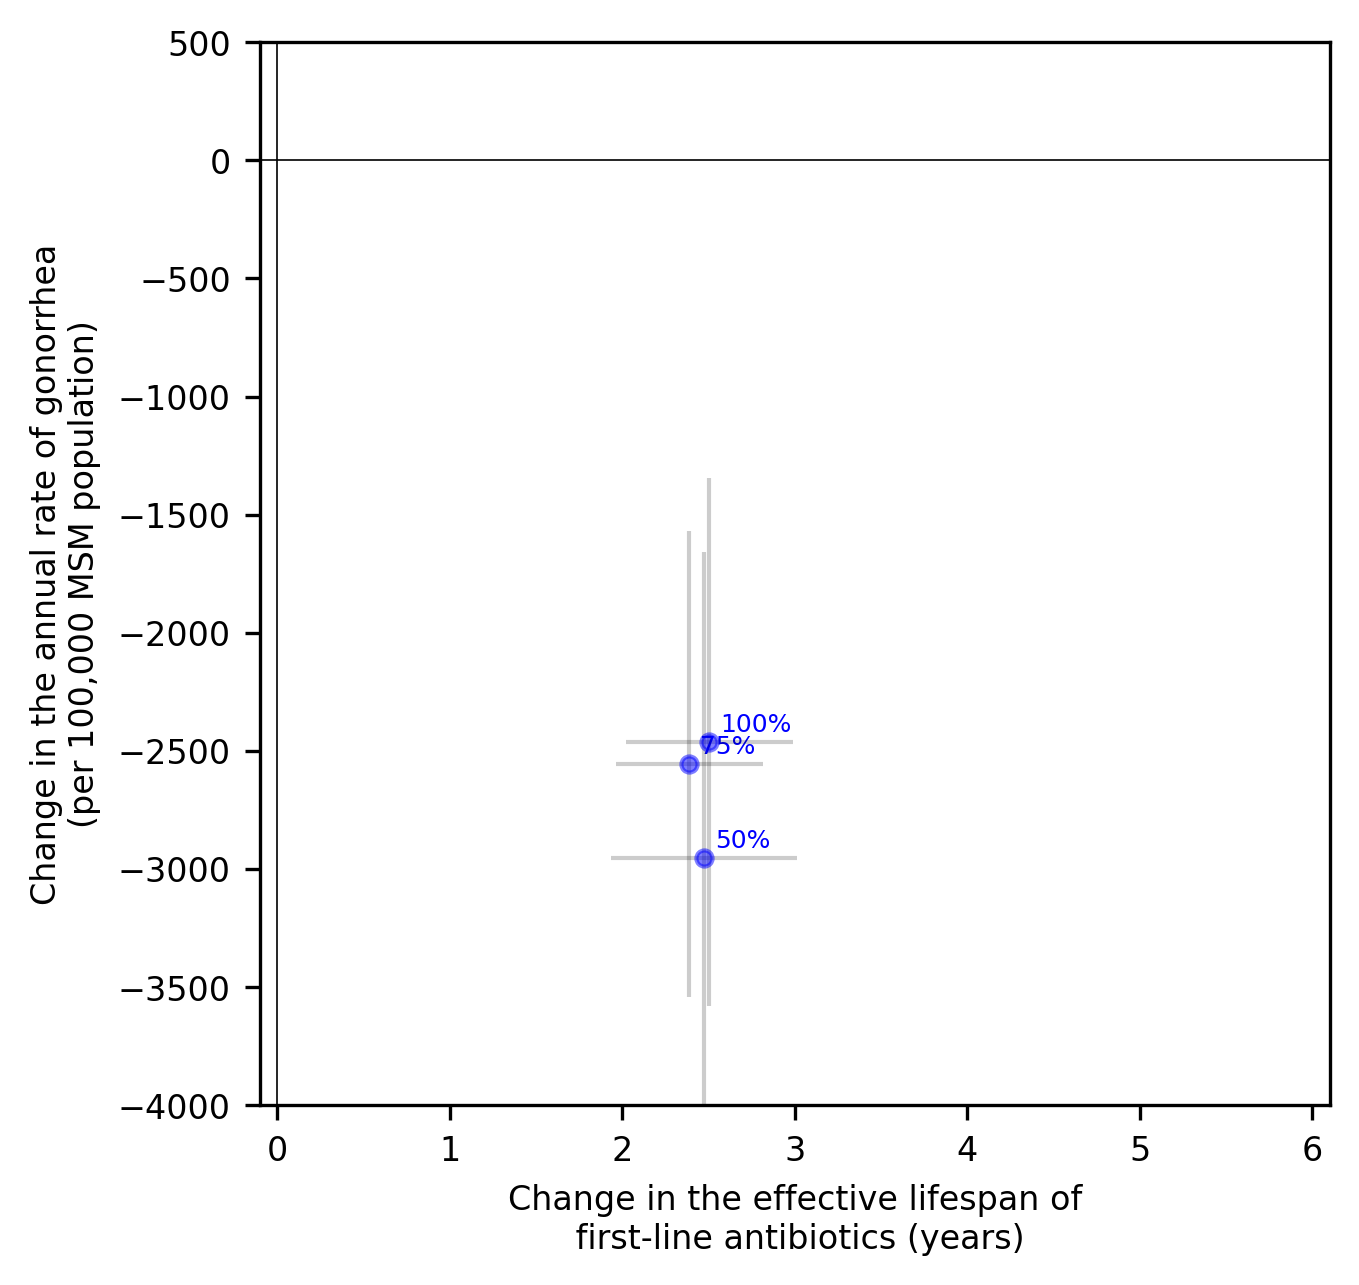 500
0
−500
−1000
−1500
−2000
−2500
−3000
−3500
−4000
Change in the annual rate of gonorrhea
(per 100,000 MSM population)
100%
75%
50%
0 1 2 3 4 5 6
Change in the effective lifespan of
first-line antibiotics (years)